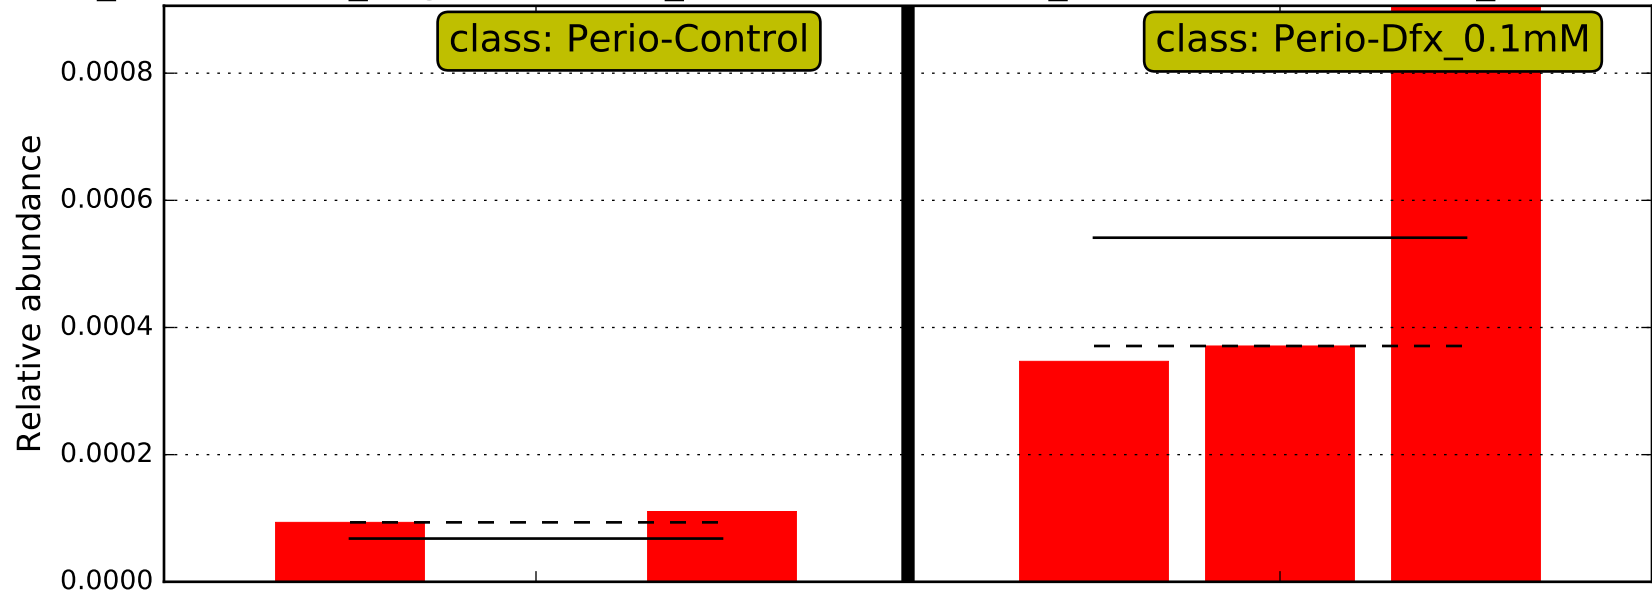 class: Perio-Control
class: Perio-Dfx_0.1mM
0.0008
0.0006
0.0004
0.0002
0.0000
Relative abundance